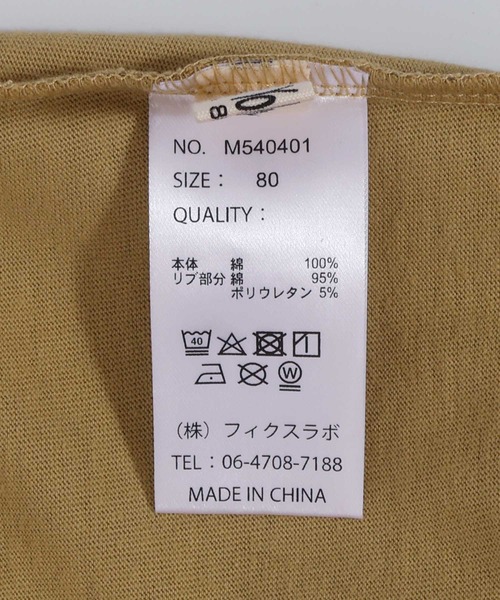 8
NO. M540401
SIZE： 80
QUALITY：
本体 綿 100%
リブ部分 綿 95%
ポリウレタン 5%
40
W
（株）フィクスラボ
TEL：06-4708-7188
MADE IN CHINA